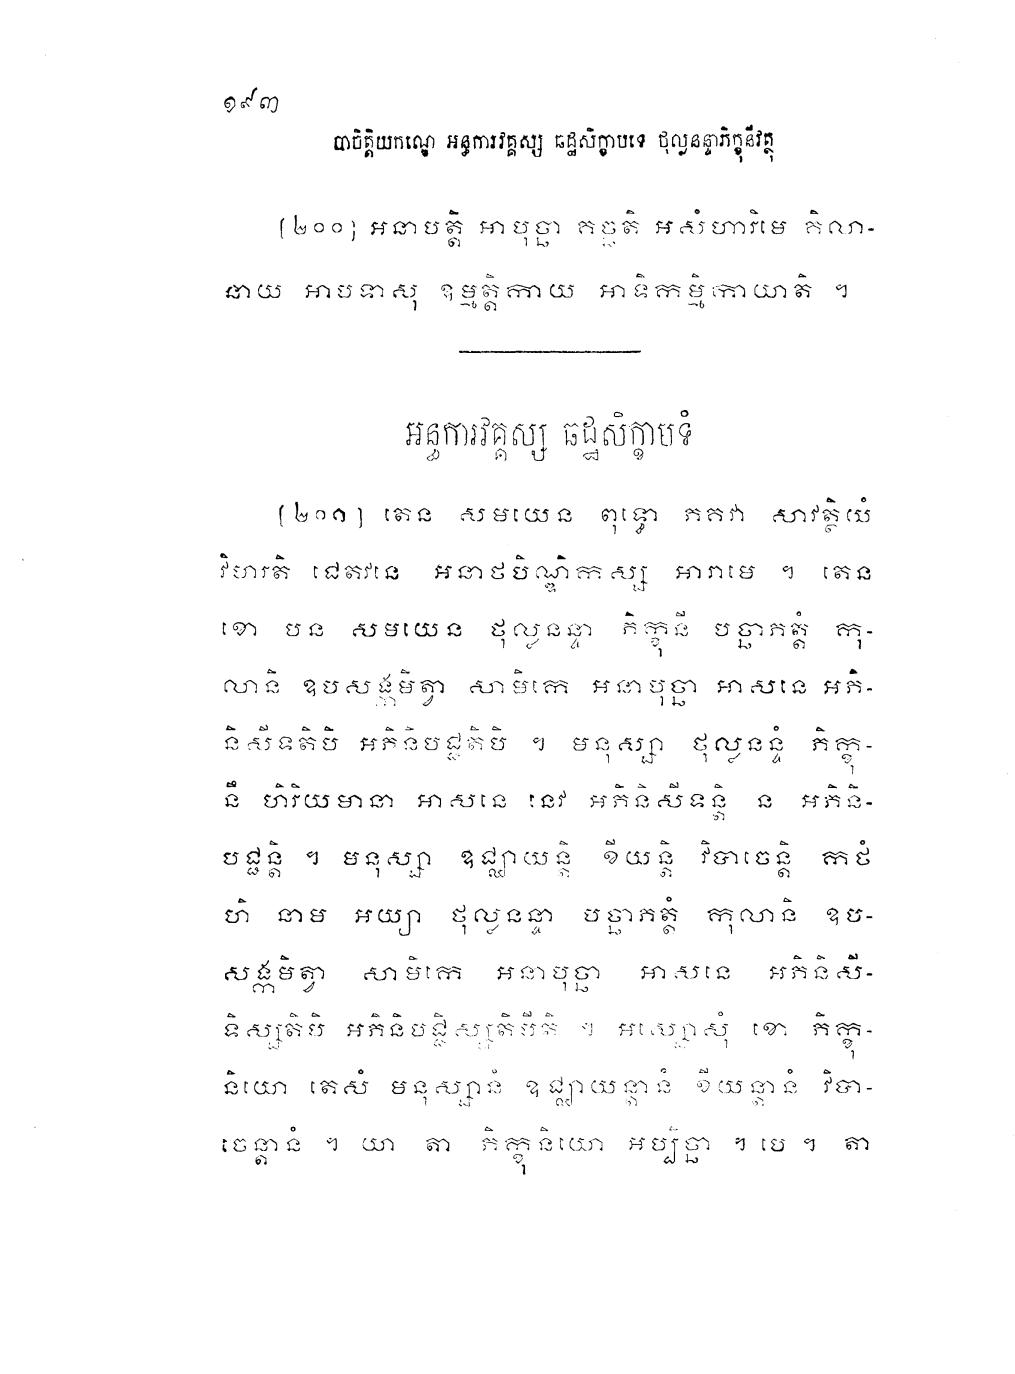 ១៩៣
បាចិត្តិយកណ្ឌេ អន្ធការវគ្គស្ស ឆដ្ឋសិក្ខាបទេ ថុល្លនន្ទាភិក្ខុនីវត្ថុ
(២០០) អនាបត្តិ អាបុច្ឆា គច្ឆតិ អសំហារិមេ គិលា-
នាយ អាបទាសុ ឧម្មត្តិកាយ អាទិកម្មិកាយាតិ ។
អន្ធការវគ្គស្ស ឆដ្ឋសិក្ខាបទំ
(២០១) តេន សមយេន ពុទ្ធោ ភគវា សាវត្ថិយំ
វិហរតិ ជេតវនេ អនាថបិណ្ឌិកស្ស អារាមេ ។ តេន
ខោ បន សមយេន ថុល្លនន្ទា ភិក្ខុនី បច្ឆាភត្តំ កុ-
លានិ ឧបសង្កមិត្វា សាមិកេ អនាបុច្ឆា អាសនេ អភិ-
និសីទតិបិ អភិនិបជ្ជតិបិ ។ មនុស្សា ថុល្លនន្ទំ ភិក្ខុ-
នឹ ហិរិយមានា អាសនេ នេវ អភិនិសីទន្តិ ន អភិនិ-
បជ្ជន្តិ ។ មនុស្សា ឧជ្ឈាយន្តិ ខីយន្តិ វិបាចេន្តិ កថំ
ហិ នាម អយ្យា ថុល្លនន្ទា បច្ឆាភត្តំ កុលានិ ឧប-
សង្កមិត្វា សាមិកេ អនាបុច្ឆា អាសនេ អភិនិសី-
ទិស្សតិបិ អភិនិបជ្ជិស្សតិបីតិ ។ អស្សោសុំ ខោ ភិក្ខុ-
និយោ តេសំ មនុស្សានំ ឧជ្ឈាយន្តានំ ខីយន្តានំ វិបា-
ចេន្តានំ ។ យា តា ភិក្ខុនិយោ អប្បិច្ឆា ។ បេ ។ តា